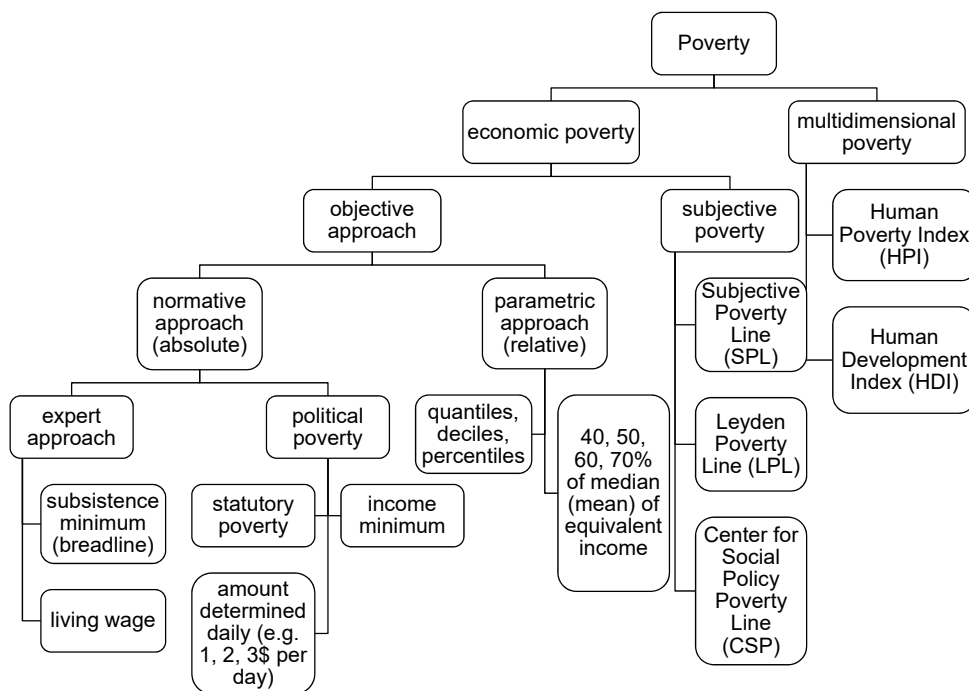 Poverty
economic poverty
multidimensional
poverty
objective
approach
subjective
poverty
Human
Poverty Index
(HPI)
normative
approach
(absolute)
parametric
approach
(relative)
Subjective
Poverty
Line
(SPL)
Human
Development
Index (HDI)
expert
approach
political
poverty
quantiles,
deciles,
percentiles
40, 50,
60, 70%
of median
(mean) of
equivalent
income
Leyden
Poverty
Line (LPL)
subsistence
minimum
(breadline)
statutory
poverty
income
minimum
Center for
Social
Policy
Poverty
Line
(CSP)
living wage
amount
determined
daily (e.g.
1, 2, 3$ per
day)